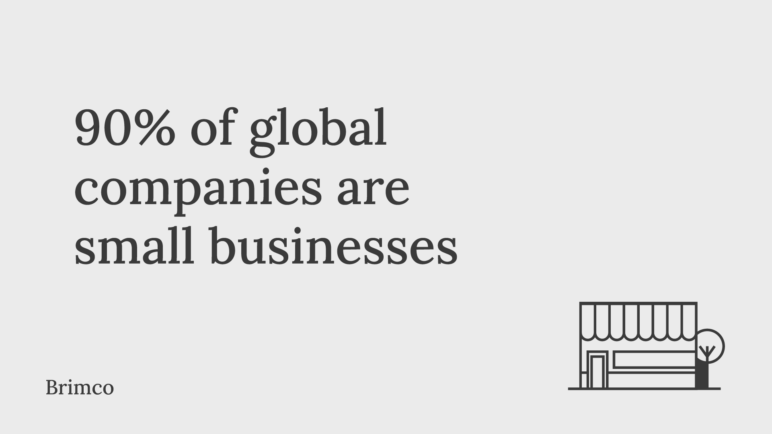 90% of global
companies are
small businesses
Brimco